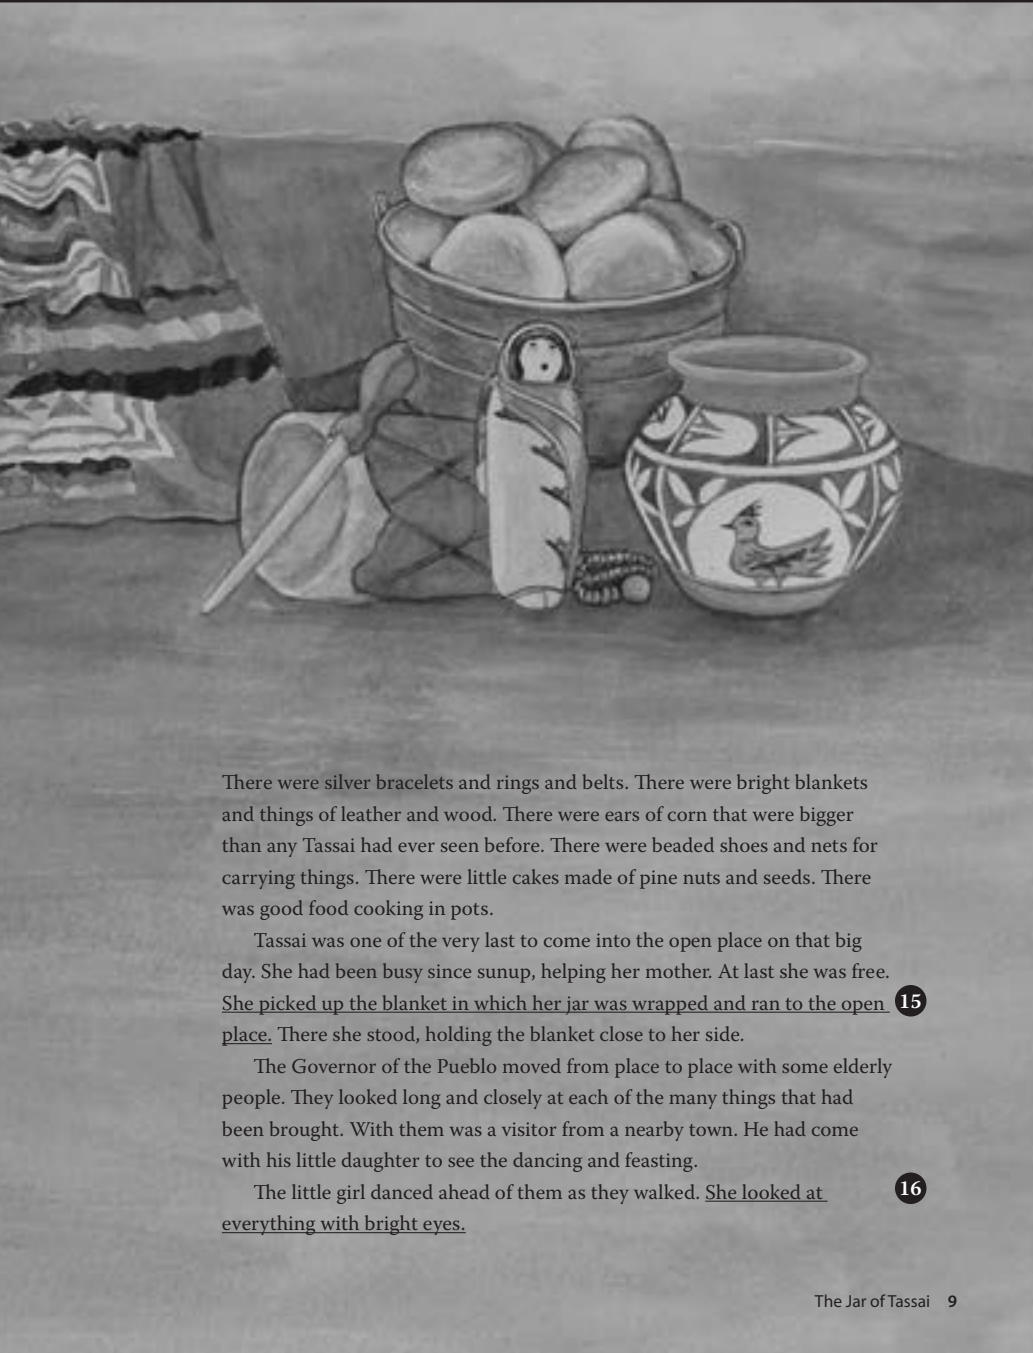 There were silver bracelets and rings and belts. There were bright blankets
and things of leather and wood. There were ears of corn that were bigger
than any Tassai had ever seen before. There were beaded shoes and nets for
carrying things. There were little cakes made of pine nuts and seeds. There
was good food cooking in pots.
Tassai was one of the very last to come into the open place on that big
day. She had been busy since sunup, helping her mother. At last she was free.
She picked up the blanket in which her jar was wrapped and ran to the open 15
place. There she stood, holding the blanket close to her side.
The Governor of the Pueblo moved from place to place with some elderly
people. They looked long and closely at each of the many things that had
been brought. With them was a visitor from a nearby town. He had come
with his little daughter to see the dancing and feasting.
The little girl danced ahead of them as they walked. She looked at 16
everything with bright eyes.
The Jar of Tassai 9